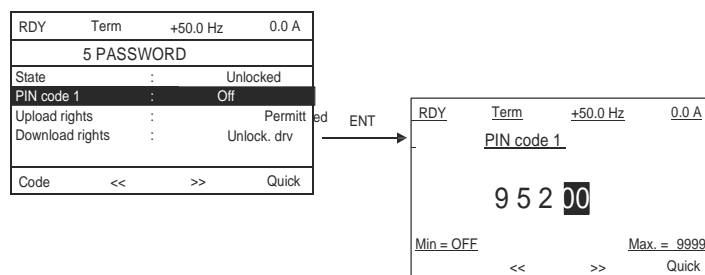 RDY Term +50.0 Hz 0.0 A
5 PASSWORD
State : Unlocked
PIN code 1 : Off
Upload rights : Permitted
Download rights : Unlock. drv
Code << >> Quick
ENT
RDY Term +50.0 Hz 0.0 A
PIN code 1
9 5 2 00
Min = OFF Max. = 9999
<< >> Quick